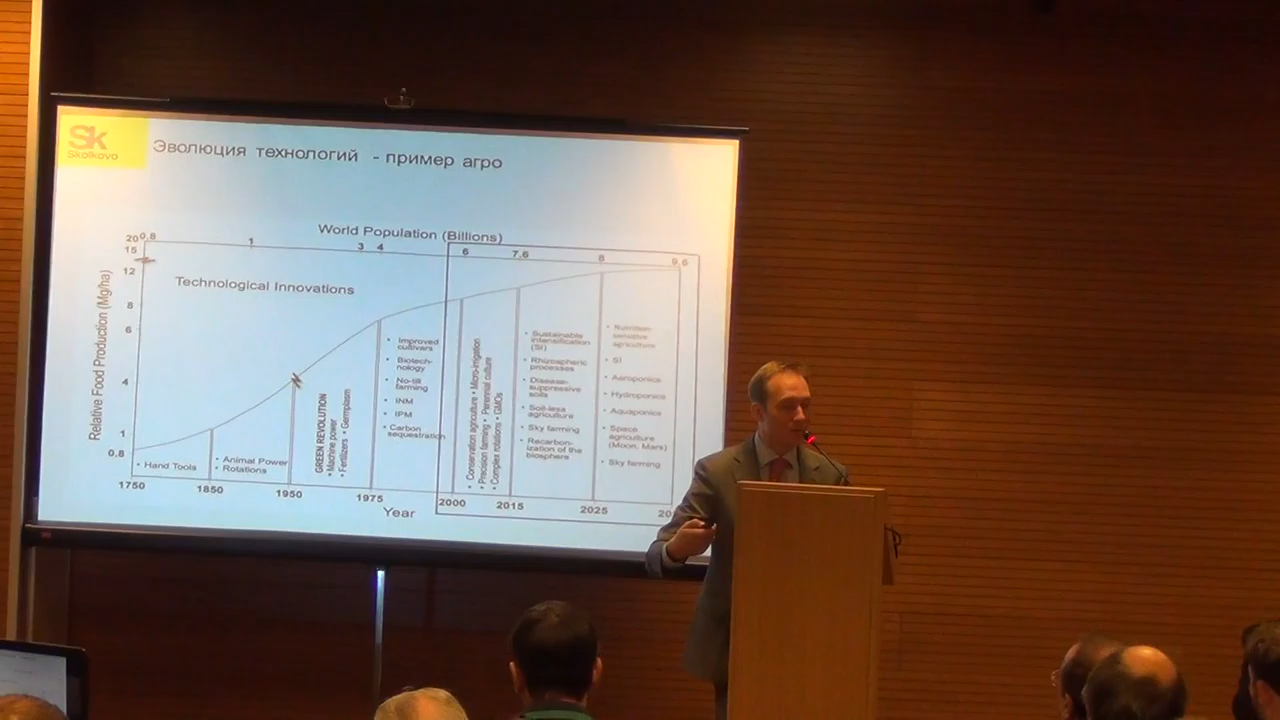 Sk
Skolkovo
Эволюция технологий - пример агро
World Population (Billions)
0.8 1 3 4 6 7.6 8 9.6
Technological Innovations
Relative Food Production (Mg/ha)
20
15
12
8
6
4
1
0.8
• Hand Tools
• Animal Power
• Rotations
GREEN REVOLUTION
• Machine power
• Fertilizers • Germplasm
• Improved
cultivars
• Biotech-
nology
• No-till
farming
• INM
• IPM
• Carbon
sequestration
• Conservation agriculture • Micro-irrigation
• Precision farming • Perennial culture
• Complex rotations • GMOs
• Sustainable
intensification
(SI)
• Rhizospheric
processes
• Disease-
suppressive
soils
• Soil-less
agriculture
• Sky farming
• Recarbon-
ization of the
biosphere
• Nutrition-
sensitive
agriculture
• SI
• Aeroponics
• Hydroponics
• Aquaponics
• Space
agriculture
(Moon, Mars)
• Sky farming
1750 1850 1950 1975 2000 2015 2025
Year